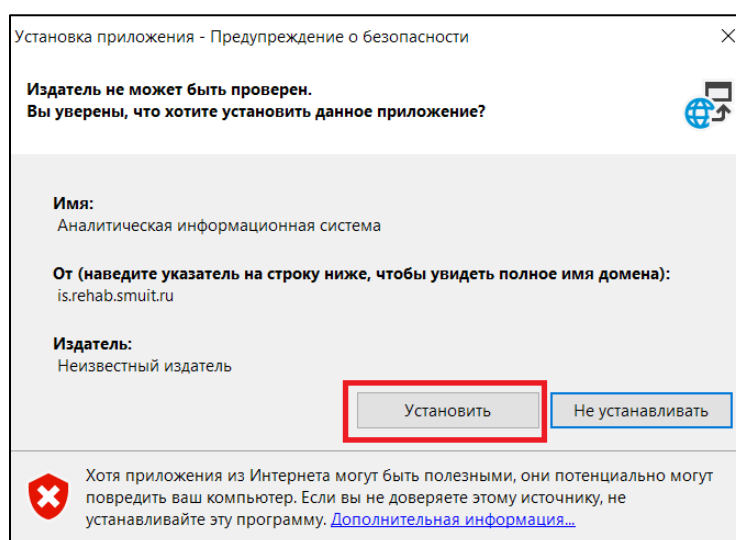 Установка приложения - Предупреждение о безопасности
Издатель не может быть проверен.
Вы уверены, что хотите установить данное приложение?
Имя:
Аналитическая информационная система
От (наведите указатель на строку ниже, чтобы увидеть полное имя домена):
is.rehab.smuit.ru
Издатель:
Неизвестный издатель
Установить Не устанавливать
Хотя приложения из Интернета могут быть полезными, они потенциально могут
повредить ваш компьютер. Если вы не доверяете этому источнику, не
устанавливайте эту программу. Дополнительная информация...